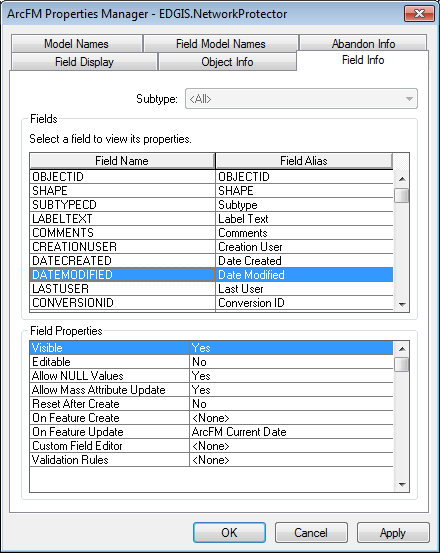 ArcFM Properties Manager - EDGIS.NetworkProtector
Model Names Field Model Names Abandon Info
Field Display Object Info Field Info
Subtype: <All>
Fields
Select a field to view its properties.
Field Name Field Alias
OBJECTID OBJECTID
SHAPE SHAPE
SUBTYPECD Subtype
LABELTEXT Label Text
COMMENTS Comments
CREATIONUSER Creation User
DATECREATED Date Created
DATEMODIFIED Date Modified
LASTUSER Last User
CONVERSIONID Conversion ID
Field Properties
Visible Yes
Editable No
Allow NULL Values Yes
Allow Mass Attribute Update Yes
Reset After Create No
On Feature Create <None>
On Feature Update ArcFM Current Date
Custom Field Editor <None>
Validation Rules <None>
OK Cancel Apply